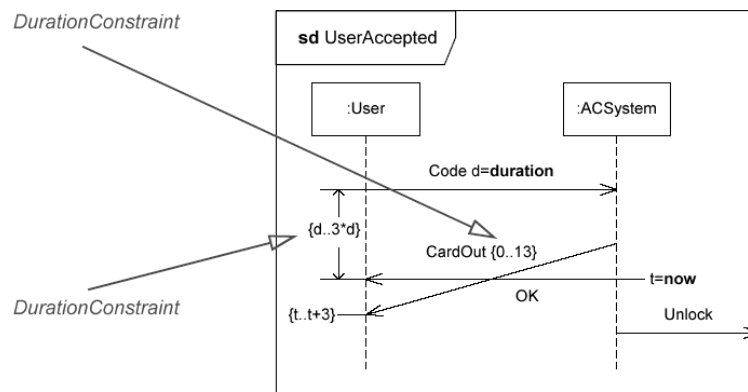 DurationConstraint
sd UserAccepted
:User
:ACSystem
Code d=duration
{d..3*d}
CardOut {0..13}
t=now
OK
DurationConstraint
{t..t+3}
Unlock